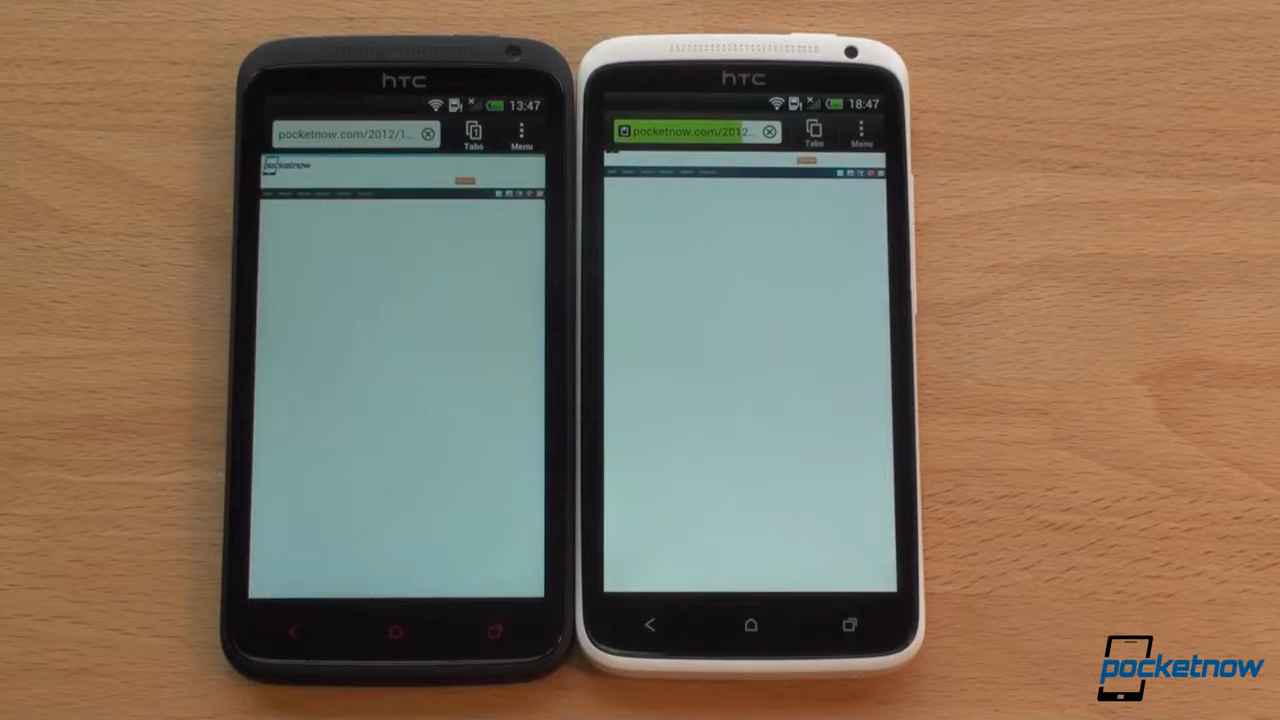 hTC
13:47
pocketnow.com/2012/1...
1
Tabs
Menu
pocketnow
hTC
18:47
pocketnow.com/2012...
Tabs
Menu
pocketnow